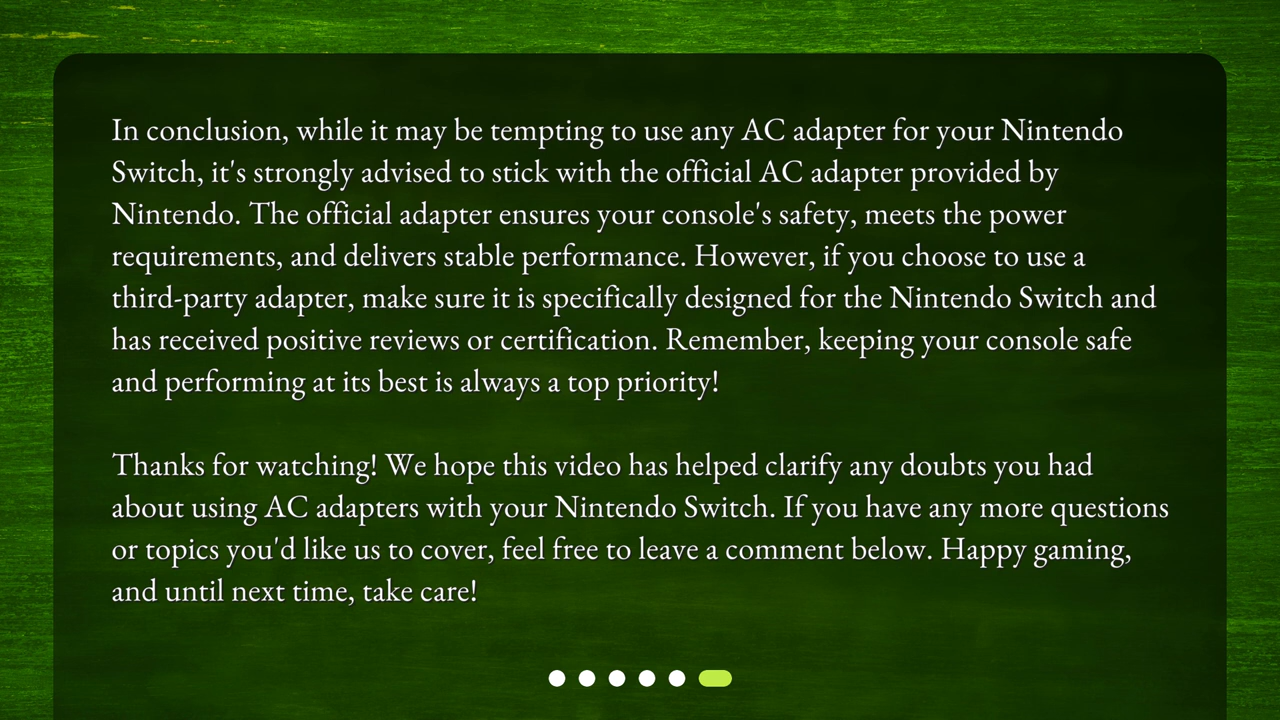 In conclusion, while it may be tempting to use any AC adapter for your Nintendo
Switch, it's strongly advised to stick with the official AC adapter provided by
Nintendo. The official adapter ensures your console's safety, meets the power
requirements, and delivers stable performance. However, if you choose to use a
third-party adapter, make sure it is specifically designed for the Nintendo Switch and
has received positive reviews or certification. Remember, keeping your console safe
and performing at its best is always a top priority!
Thanks for watching! We hope this video has helped clarify any doubts you had
about using AC adapters with your Nintendo Switch. If you have any more questions
or topics you'd like us to cover, feel free to leave a comment below. Happy gaming,
and until next time, take care!